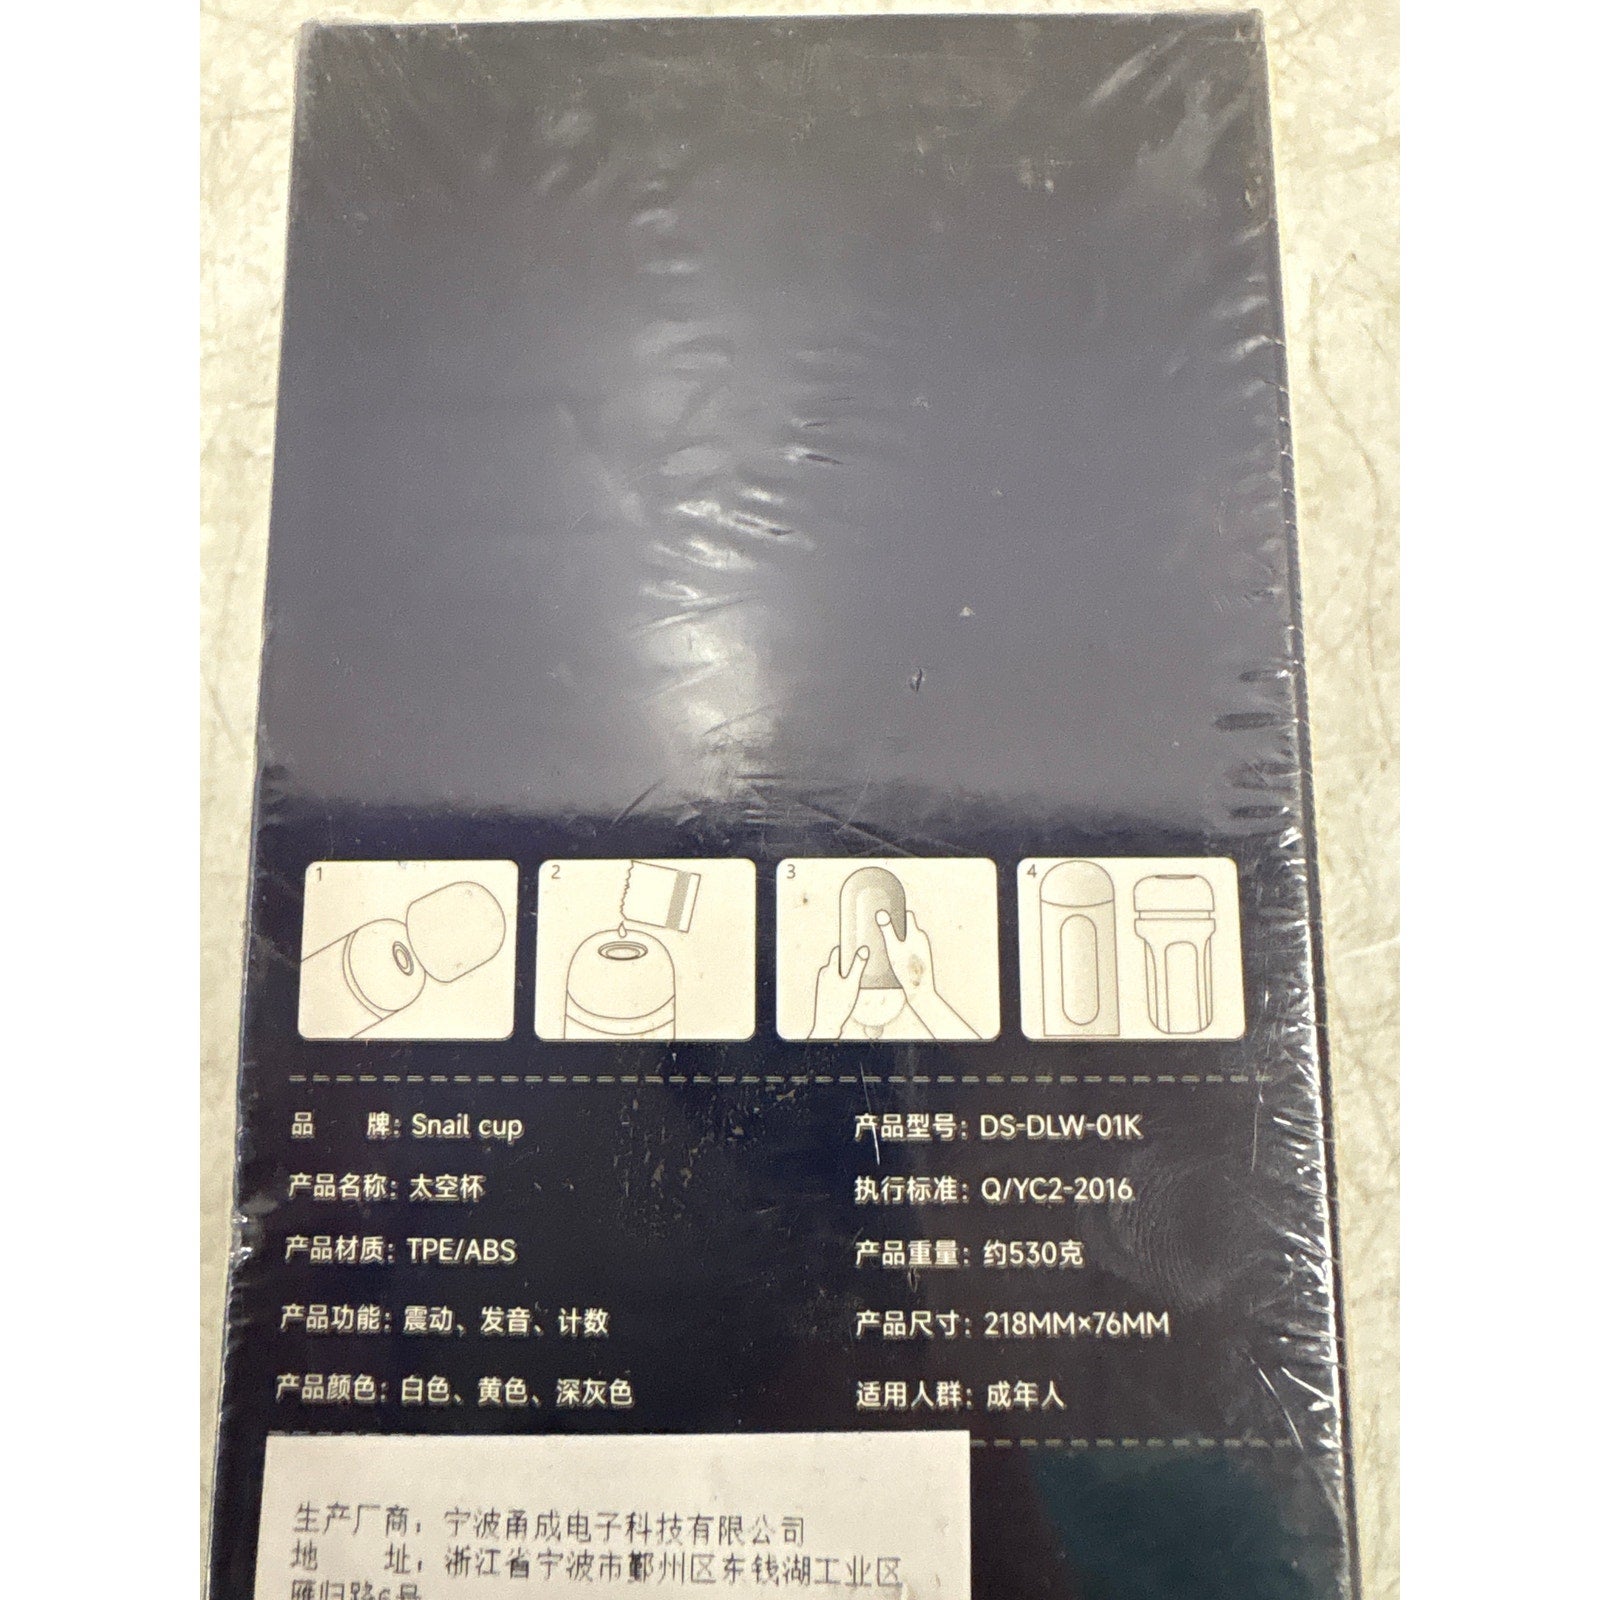 1 2 3 4
品 牌：Snail cup
产品型号：DS-DLW-01K
产品名称：太空杯
执行标准：Q/YC2-2016
产品材质：TPE/ABS
产品重量：约530克
产品功能：震动、发音、计数
产品尺寸：218MM×76MM
产品颜色：白色、黄色、深灰色
适用人群：成年人
生产厂商：宁波甬成电子科技有限公司
地 址：浙江省宁波市鄞州区东钱湖工业区
雁归路6号